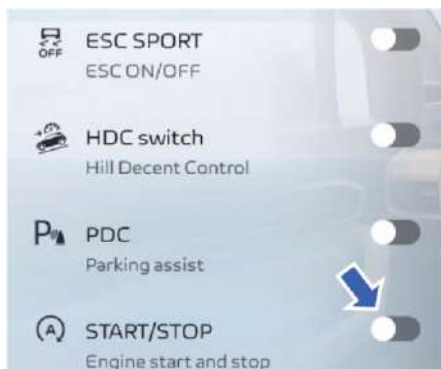 OFF
ESC SPORT
ESC ON/OFF
HDC switch
Hill Decent Control
P
PDC
Parking assist
A
START/STOP
Engine start and stop